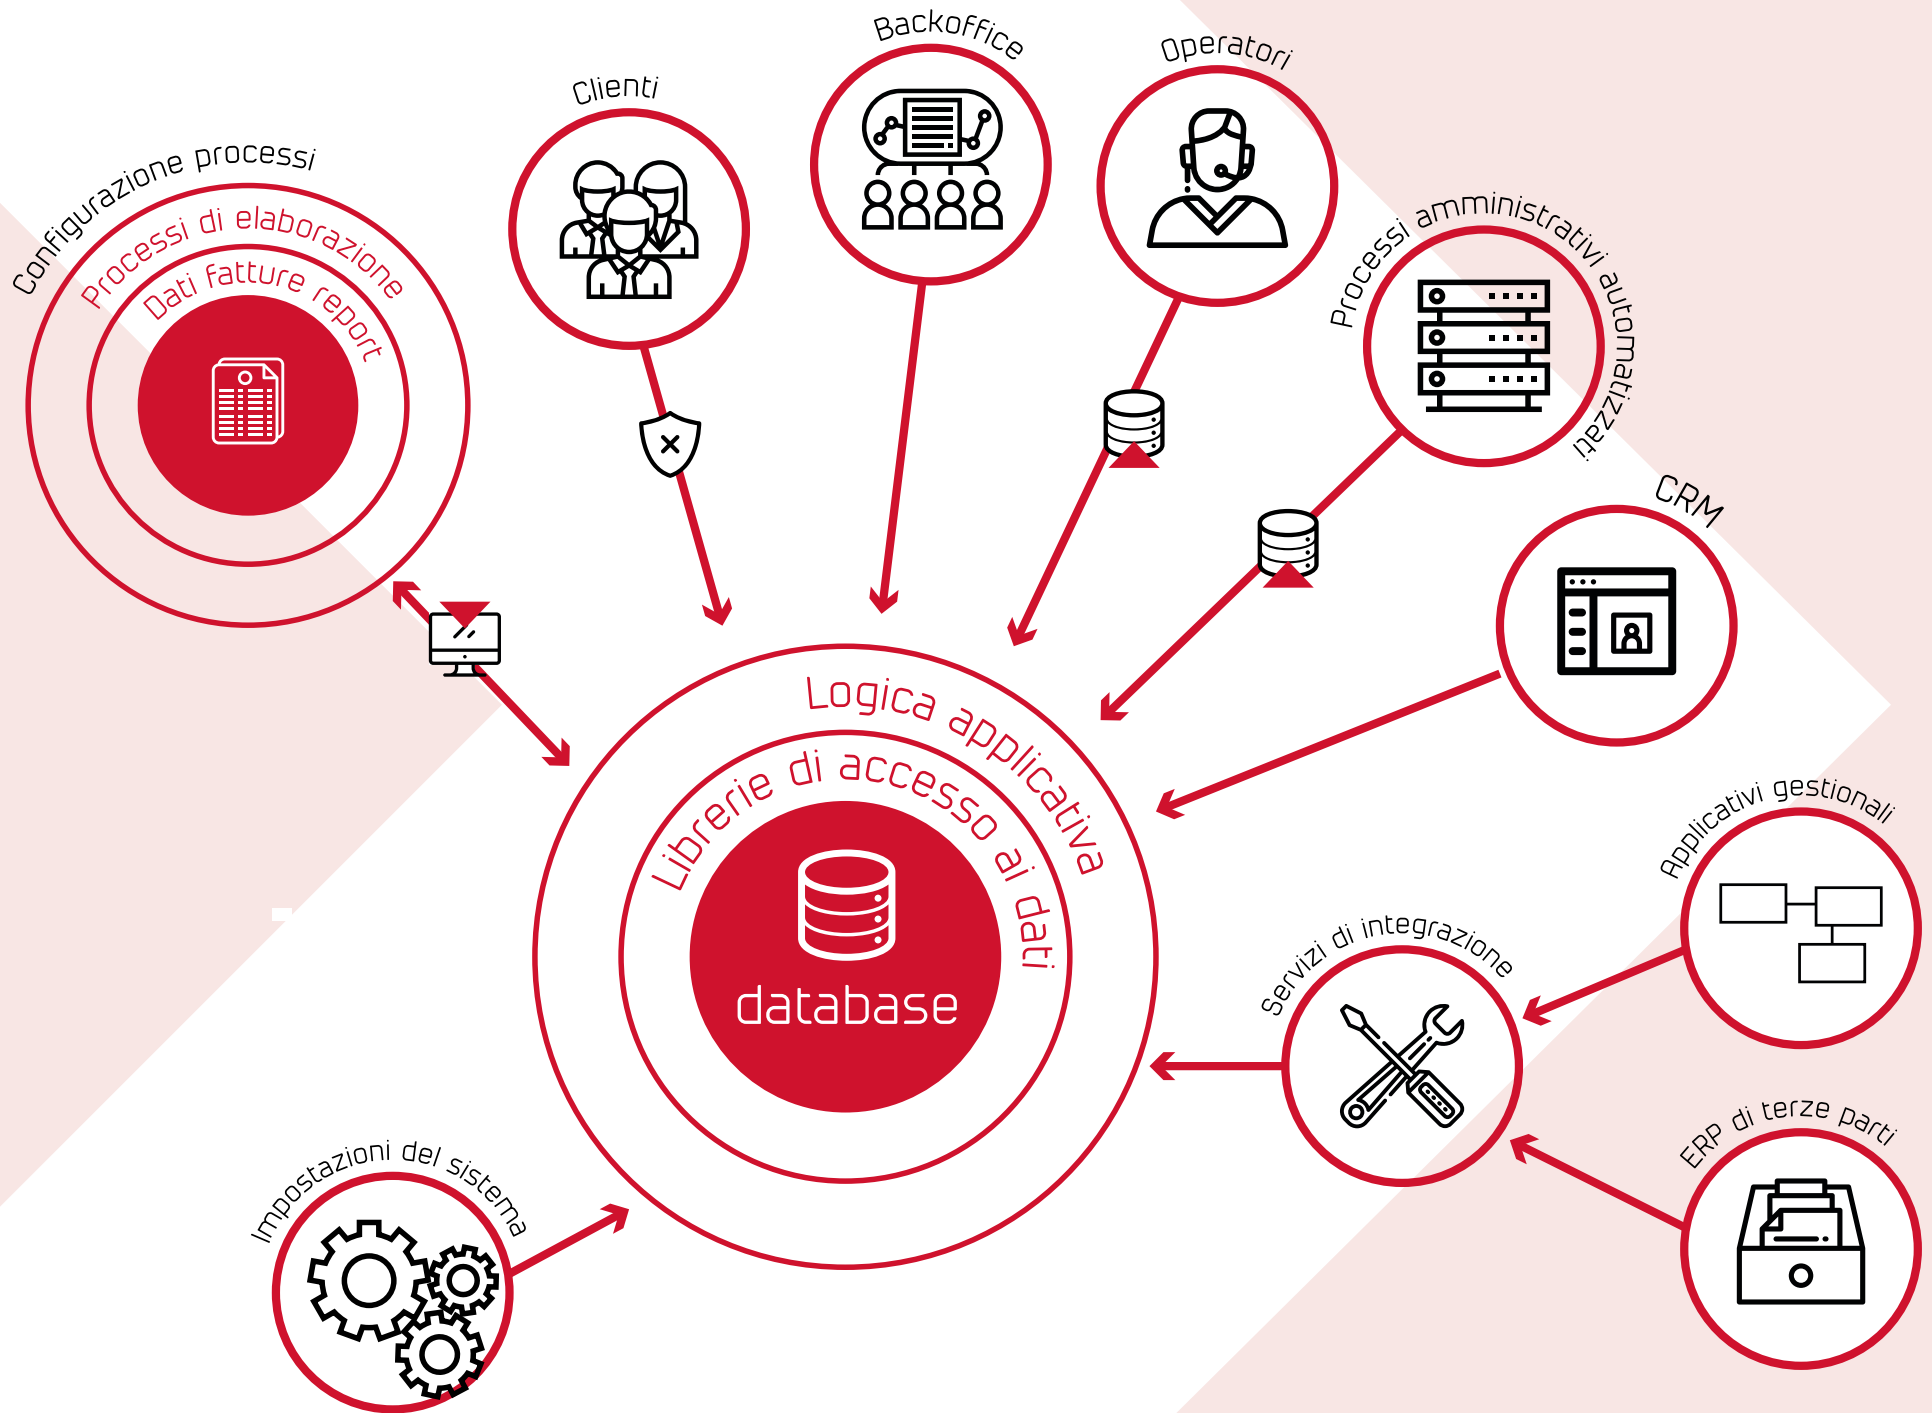 Backoffice
Operatori
Clienti
Configurazione processi
Processi di elaborazione
Dati fatture report
Processi amministrativi automatizzati
CRM
Logica applicativa
Librerie di accesso ai dati
database
Applicativi gestionali
Servizi di integrazione
ERP di terze parti
Impostazioni del sistema